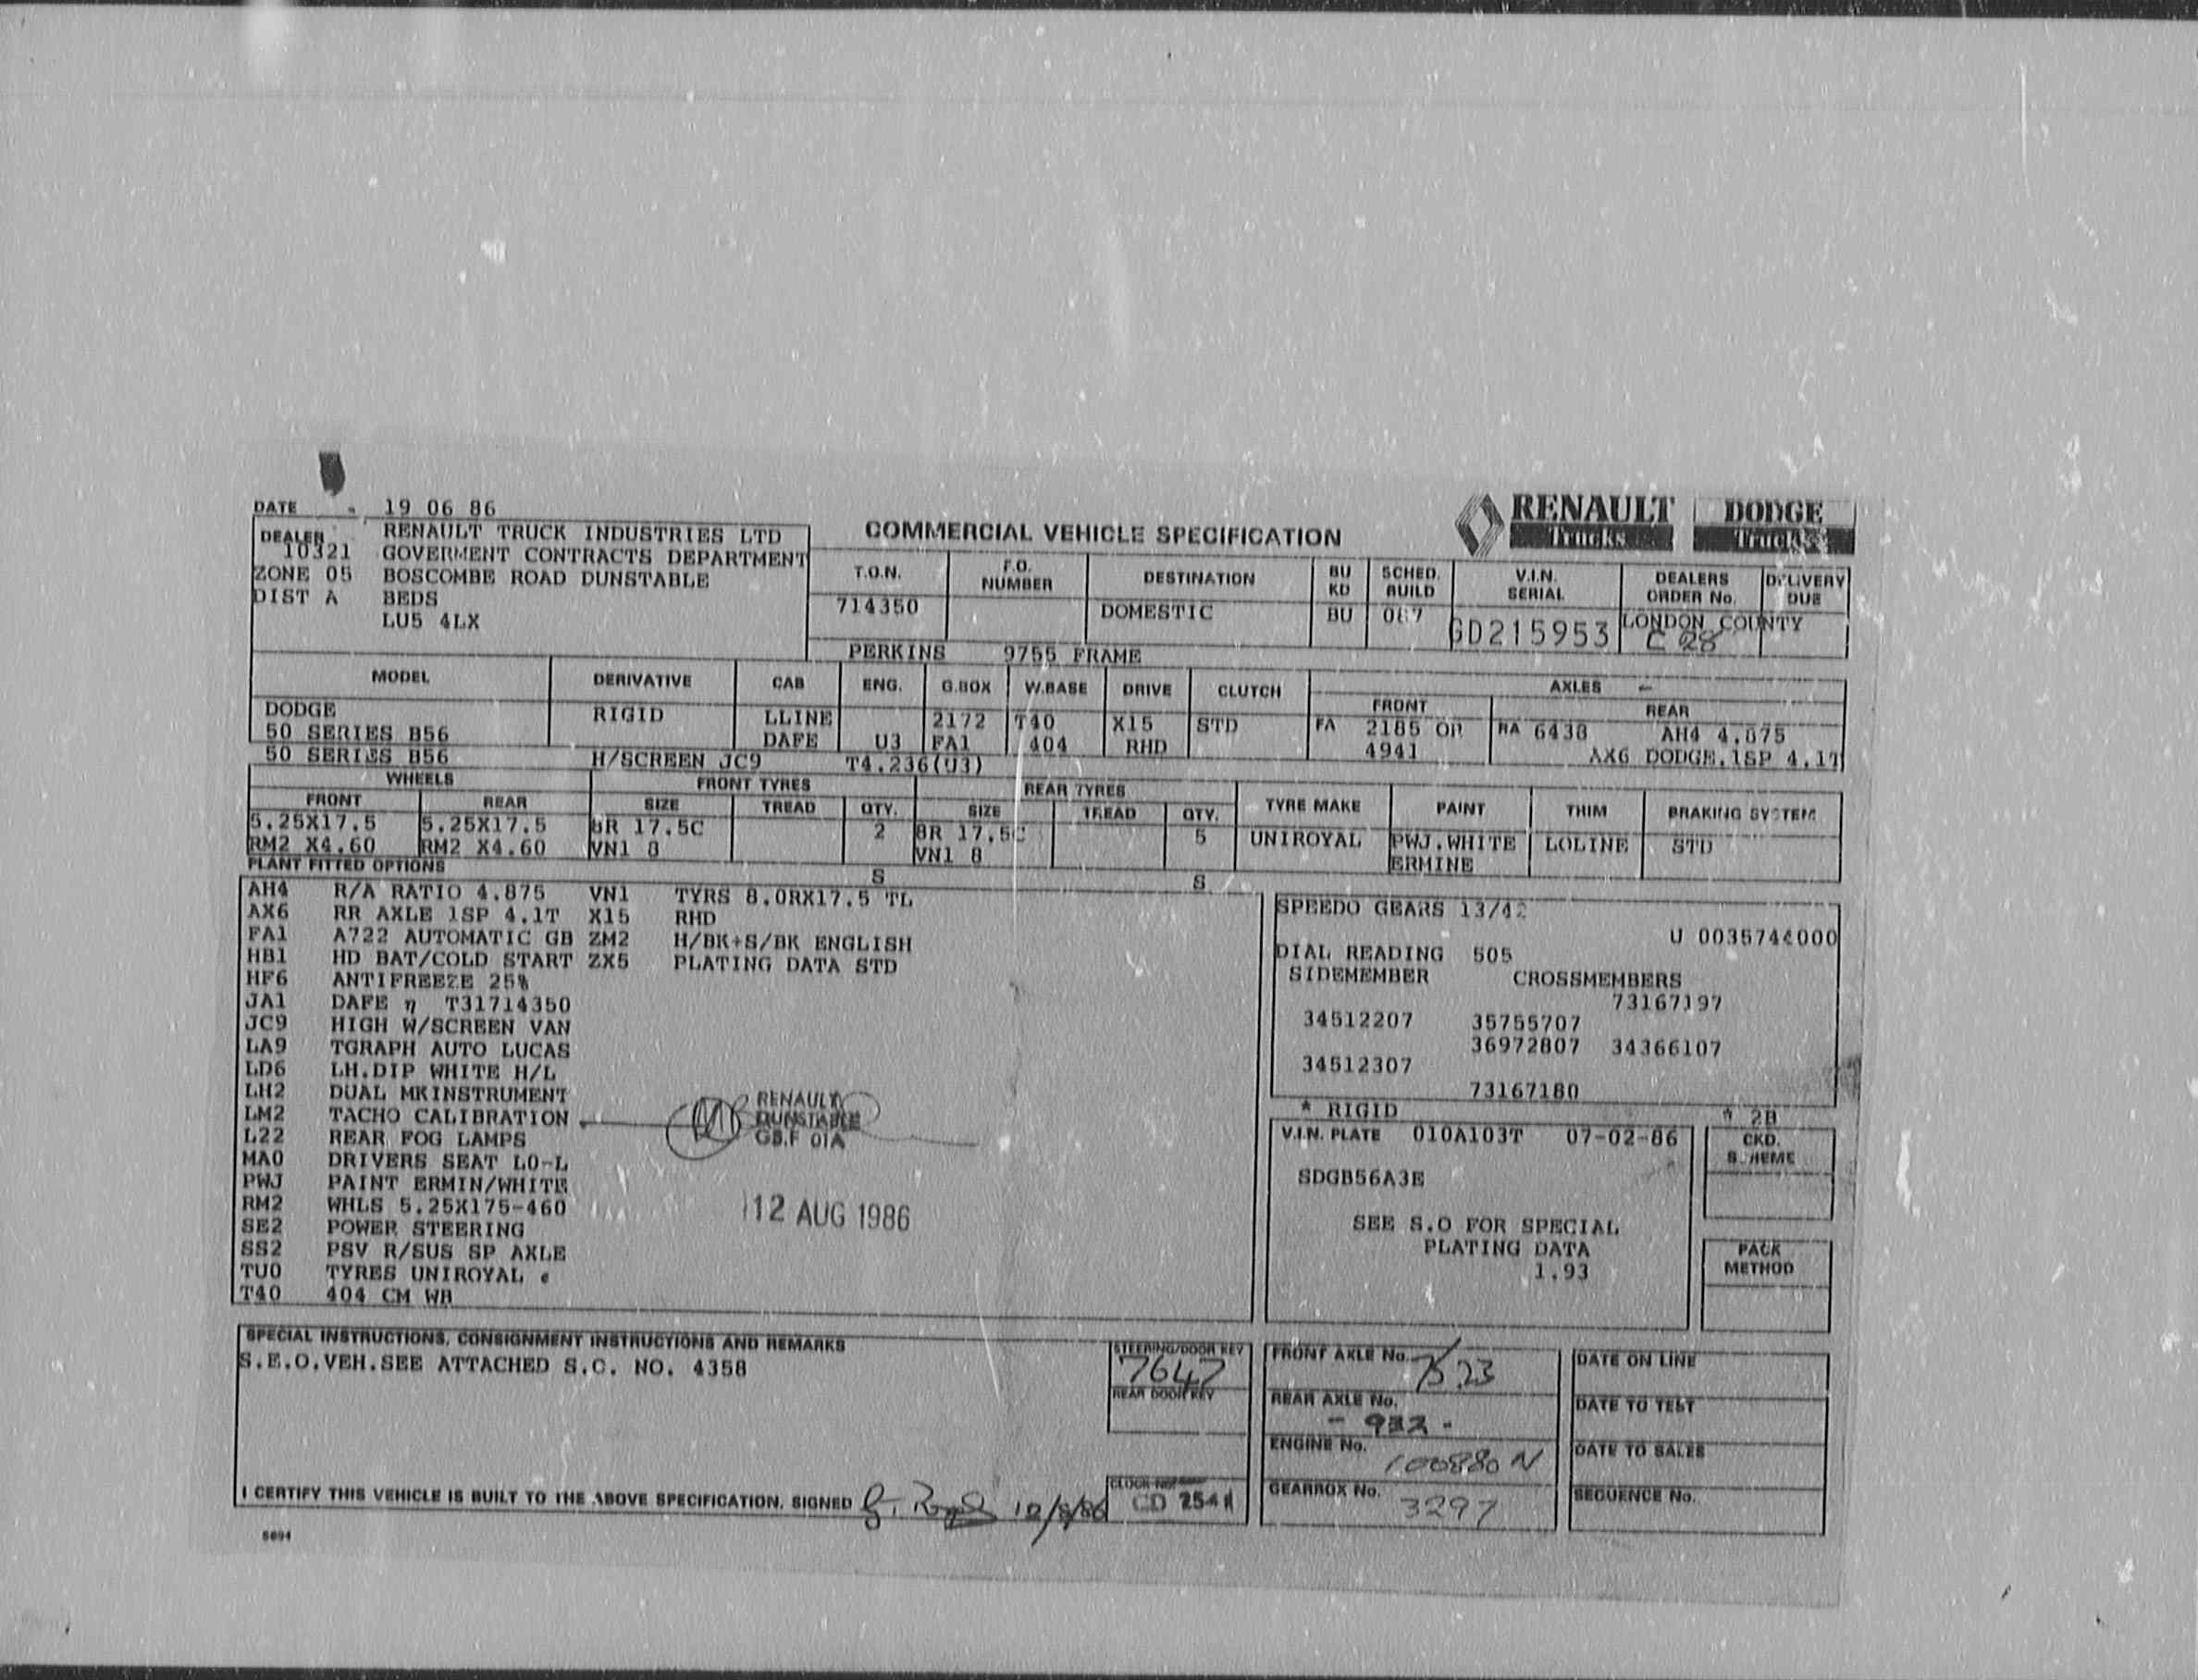 DATE 19 06 86
RENAULT Trucks DODGE Trucks
COMMERCIAL VEHICLE SPECIFICATION
DEALER RENAULT TRUCK INDUSTRIES LTD
10321 GOVERMENT CONTRACTS DEPARTMENT
ZONE 05 BOSCOMBE ROAD DUNSTABLE
DIST A BEDS
LU5 4LX
T.O.N. F.O. NUMBER DESTINATION BU KD SCHED. BUILD V.I.N. SERIAL DEALERS ORDER No. DELIVERY DUE
714350 DOMESTIC BU 087 GD215953 LONDON COUNTY
C 28
PERKINS 9755 FRAME
MODEL DERIVATIVE CAB ENG. G.BOX W.BASE DRIVE CLUTCH AXLES
FRONT REAR
DODGE RIGID LLINE 2172 T40 X15 STD FA 2185 OR RA 6438 AH4 4.875
50 SERIES B56 DAFE U3 FA1 404 RHD 4941
50 SERIES B56 H/SCREEN JC9 T4.236(U3) AX6 DODGE.1SP 4.1T
WHEELS FRONT TYRES REAR TYRES
FRONT REAR SIZE TREAD QTY. SIZE TREAD QTY. TYRE MAKE PAINT TRIM BRAKING SYSTEM
5.25X17.5 5.25X17.5 8R 17.5C 2 8R 17.5C 5 UNIROYAL PWJ.WHITE LOLINE STD
RM2 X4.60 RM2 X4.60 VN1 8 VN1 8 ERMINE
PLANT FITTED OPTIONS S S
AH4 R/A RATIO 4.875 VN1 TYRS 8.0RX17.5 TL
AX6 RR AXLE 1SP 4.1T X15 RHD
FA1 A722 AUTOMATIC GB ZM2 H/BK+S/BK ENGLISH
HB1 HD BAT/COLD START ZX5 PLATING DATA STD
HF6 ANTIFREEZE 25%
JA1 DAFE η T31714350
JC9 HIGH W/SCREEN VAN
LA9 TGRAPH AUTO LUCAS
LD6 LH.DIP WHITE H/L
LH2 DUAL MKINSTRUMENT
LM2 TACHO CALIBRATION
L22 REAR FOG LAMPS
MA0 DRIVERS SEAT LO-L
PWJ PAINT ERMIN/WHITE
RM2 WHLS 5.25X175-460
SE2 POWER STEERING
SS2 PSV R/SUS SP AXLE
TU0 TYRES UNIROYAL
T40 404 CM WB
RENAULT
DUNSTABLE
GB.F 01A
12 AUG 1986
SPEEDO GEARS 13/42
U 0035744000
DIAL READING 505
SIDEMEMBER CROSSMEMBERS
73167197
34512207 35755707
36972807 34366107
34512307
73167180
* RIGID * 2B
V.I.N. PLATE 010A103T 07-02-86
SDGB56A3E
SEE S.O FOR SPECIAL
PLATING DATA
1.93
CKD.
SCHEME
PACK
METHOD
SPECIAL INSTRUCTIONS, CONSIGNMENT INSTRUCTIONS AND REMARKS
S.E.O.VEH.SEE ATTACHED S.C. NO. 4358
STEERING/DOOR KEY
7647
REAR DOOR KEY
CLOCK No.
CD 2541
FRONT AXLE No. 7523
REAR AXLE No.
- 932 -
ENGINE No.
100880 N
GEARBOX No.
3297
DATE ON LINE
DATE TO TEST
DATE TO SALES
SEQUENCE No.
I CERTIFY THIS VEHICLE IS BUILT TO THE ABOVE SPECIFICATION. SIGNED 12/8/86
5094